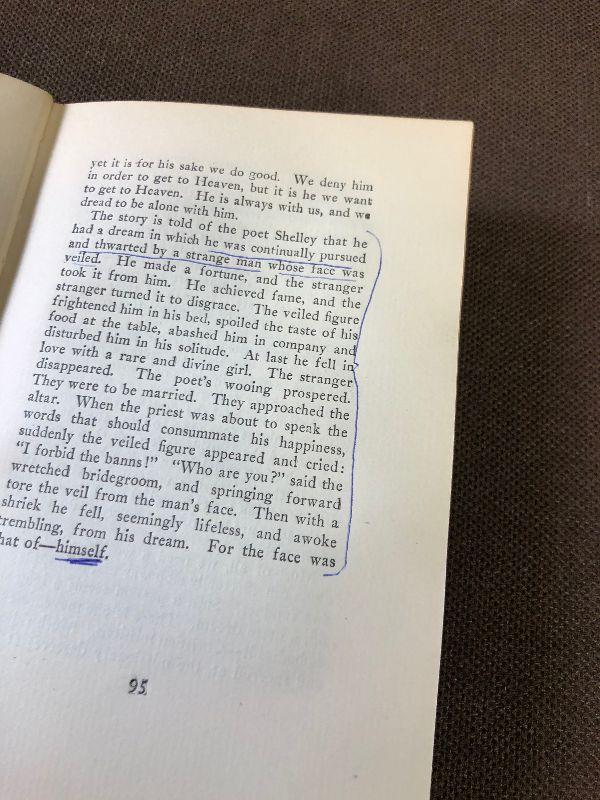 yet it is for his sake we do good. We deny him
in order to get to Heaven, but it is he we want
to get to Heaven. He is always with us, and we
dread to be alone with him.
The story is told of the poet Shelley that he
had a dream in which he was continually pursued
and thwarted by a strange man whose face was
veiled. He made a fortune, and the stranger
took it from him. He achieved fame, and the
stranger turned it to disgrace. The veiled figure
frightened him in his bed, spoiled the taste of his
food at the table, abashed him in company and
disturbed him in his solitude. At last he fell in
love with a rare and divine girl. The stranger
disappeared. The poet's wooing prospered.
They were to be married. They approached the
altar. When the priest was about to speak the
words that should consummate his happiness,
suddenly the veiled figure appeared and cried:
"I forbid the banns!" "Who are you?" said the
wretched bridegroom, and springing forward
tore the veil from the man's face. Then with a
shriek he fell, seemingly lifeless, and awoke
trembling, from his dream. For the face was
hat of—himself.
95